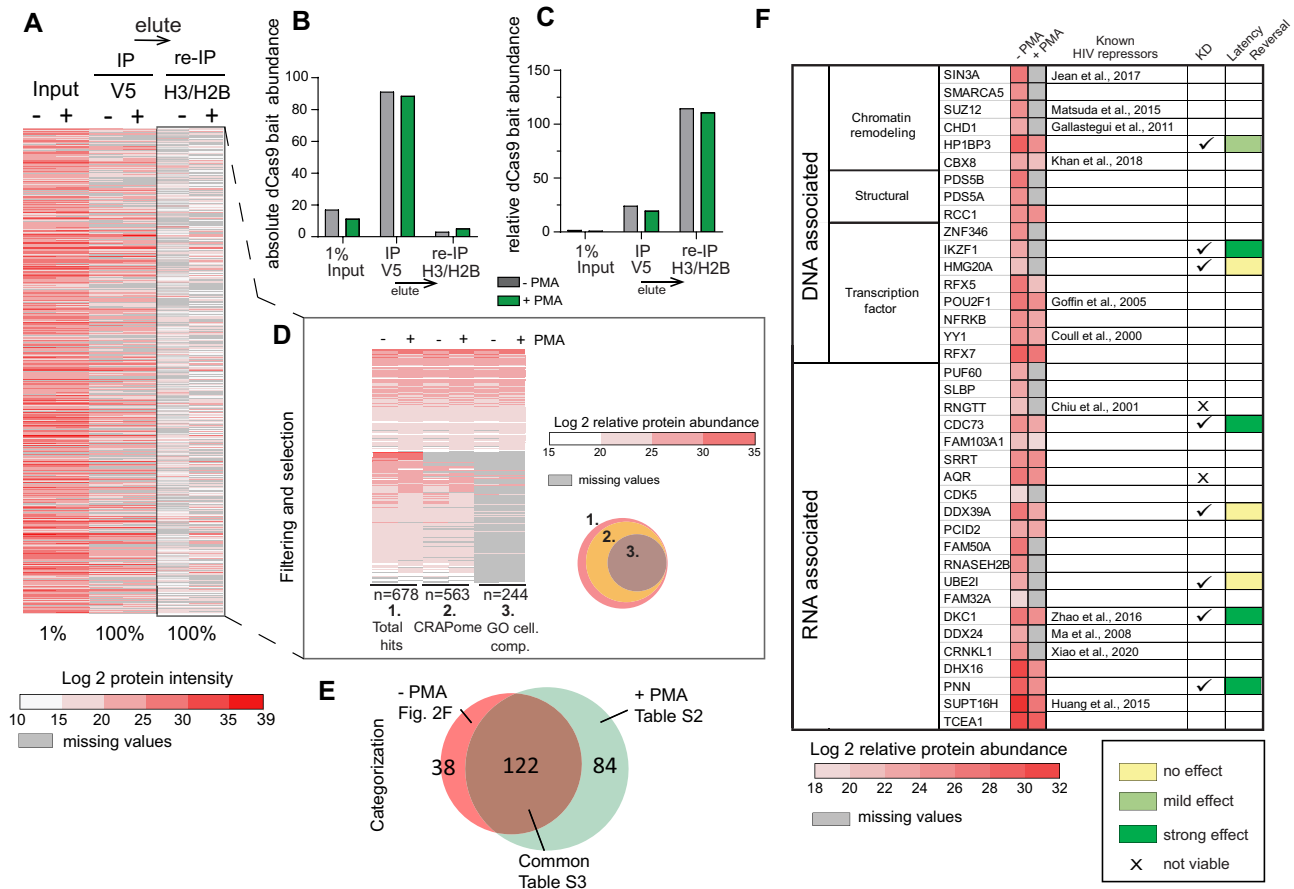 A
elute
IP
re-IP
Input
V5
H3/H2B
- + - + - +
1% 100% 100%
Log 2 protein intensity
10 15 20 25 30 35 39
missing values
B
absolute dCas9 bait abundance
100
80
60
40
20
0
1% Input
IP V5
re-IP H3/H2B
elute
C
relative dCas9 bait abundance
150
100
50
0
1% Input
IP V5
re-IP H3/H2B
elute
- PMA
+ PMA
D
Filtering and selection
- + - + - + PMA
n=678 n=563 n=244
1. 2. 3.
Total hits
CRAPome
GO cell. comp.
Log 2 relative protein abundance
15 20 25 30 35
missing values
1.
2.
3.
E
Categorization
- PMA
Fig. 2F
+ PMA
Table S2
38 122 84
Common
Table S3
F
- PMA
+ PMA
Known HIV repressors
KD
Latency Reversal
DNA associated
Chromatin remodeling
SIN3A Jean et al., 2017
SMARCA5
SUZ12 Matsuda et al., 2015
CHD1 Gallastegui et al., 2011
HP1BP3 ✓
CBX8 Khan et al., 2018
Structural
PDS5B
PDS5A
RCC1
Transcription factor
ZNF346
IKZF1 ✓
HMG20A ✓
RFX5
POU2F1 Goffin et al., 2005
NFRKB
YY1 Coull et al., 2000
RFX7
RNA associated
PUF60
SLBP
RNGTT Chiu et al., 2001 X
CDC73 ✓
FAM103A1
SRRT
AQR X
CDK5
DDX39A ✓
PCID2
FAM50A
RNASEH2B
UBE2I ✓
FAM32A
DKC1 Zhao et al., 2016 ✓
DDX24 Ma et al., 2008
CRNKL1 Xiao et al., 2020
DHX16
PNN ✓
SUPT16H Huang et al., 2015
TCEA1
Log 2 relative protein abundance
18 20 22 24 26 28 32
missing values
no effect
mild effect
strong effect
X not viable